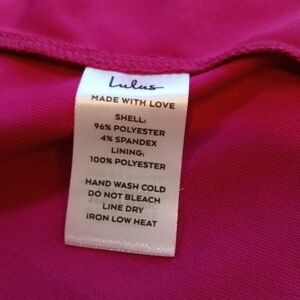 Lulus
MADE WITH LOVE
SHELL:
96% POLYESTER
4% SPANDEX
LINING:
100% POLYESTER
HAND WASH COLD
DO NOT BLEACH
LINE DRY
IRON LOW HEAT